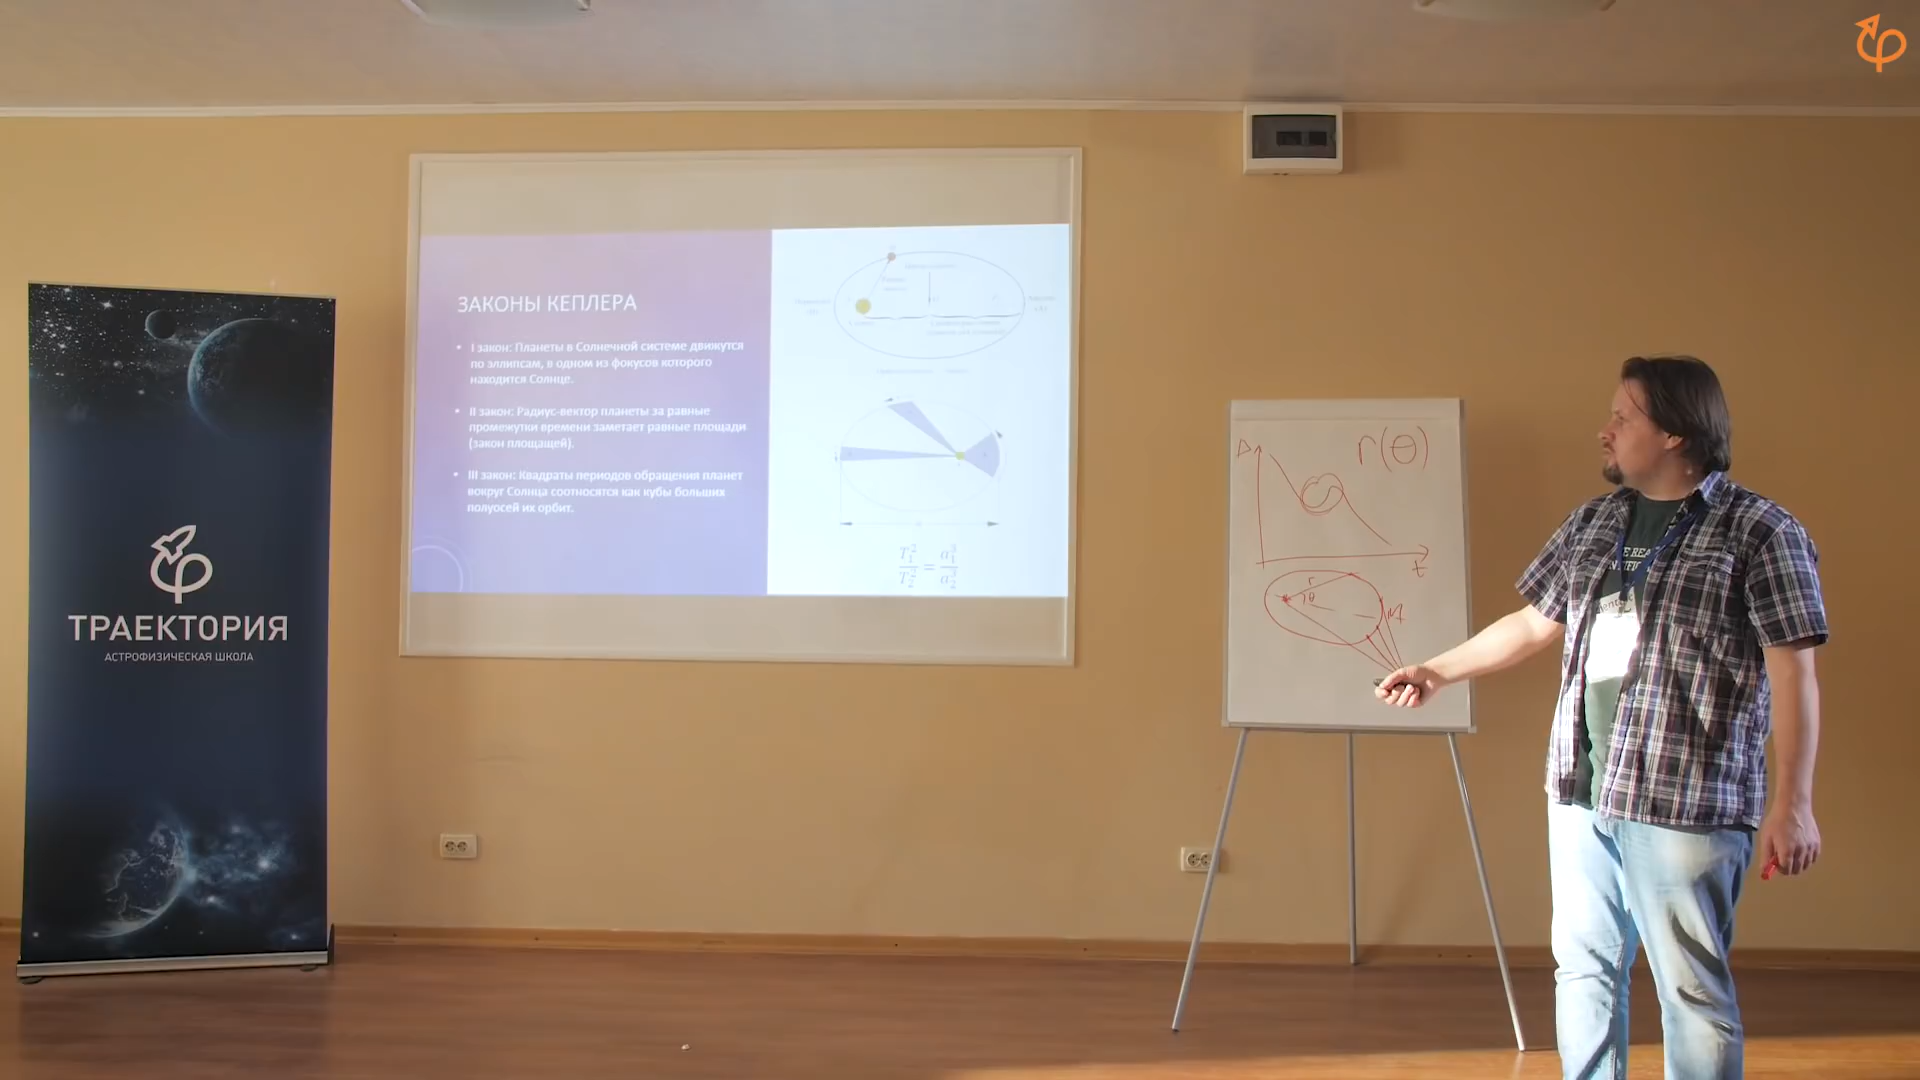 ЗАКОНЫ КЕПЛЕРА
• I закон: Планеты в Солнечной системе движутся
по эллипсам, в одном из фокусов которого
находится Солнце.
• II закон: Радиус-вектор планеты за равные
промежутки времени заметает равные площади
(закон площащей).
• III закон: Квадраты периодов обращения планет
вокруг Солнца соотносятся как кубы больших
полуосей их орбит.
T₁²/T₂² = a₁³/a₂³
r(θ)
t
r
θ
ТРАЕКТОРИЯ
АСТРОФИЗИЧЕСКАЯ ШКОЛА